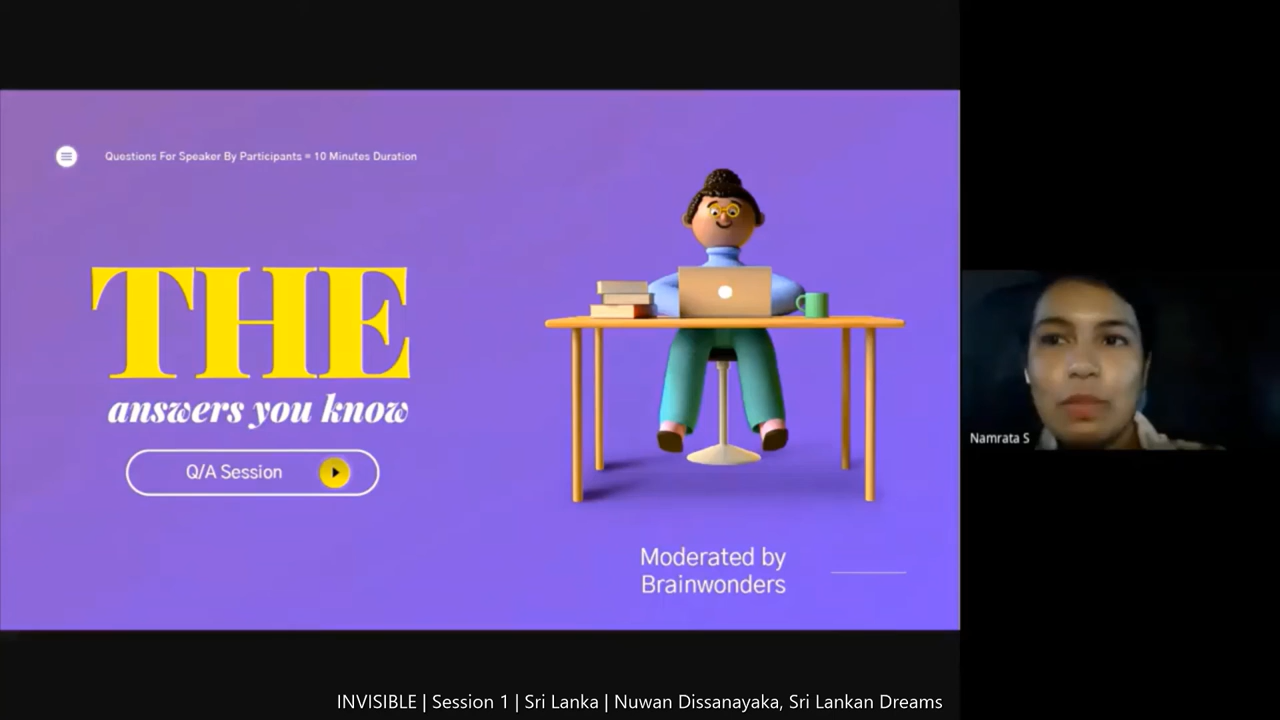 Questions For Speaker By Participants = 10 Minutes Duration
THE
answers you know
Q/A Session
Moderated by
Brainwonders
Namrata S
INVISIBLE | Session 1 | Sri Lanka | Nuwan Dissanayaka, Sri Lankan Dreams